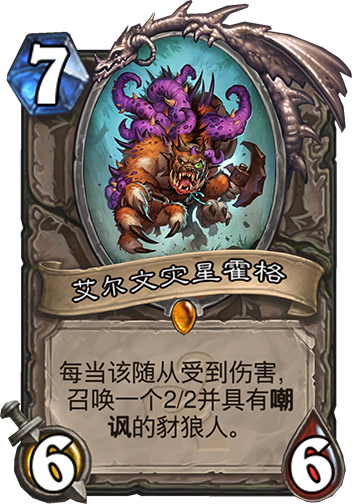 7
艾尔文灾星霍格
每当该随从受到伤害，
召唤一个2/2并具有嘲
讽的豺狼人。
6
6